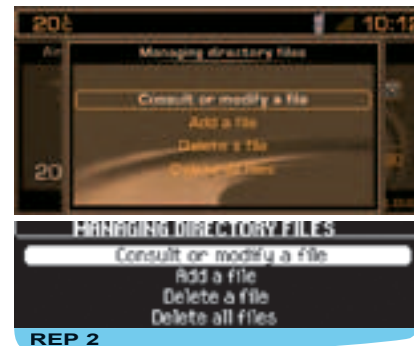 20
10:12
Managing directory files
Consult or modify a file
Add a file
Delete a file
20
MANAGING DIRECTORY FILES
Consult or modify a file
Add a file
Delete a file
Delete all files
REP 2